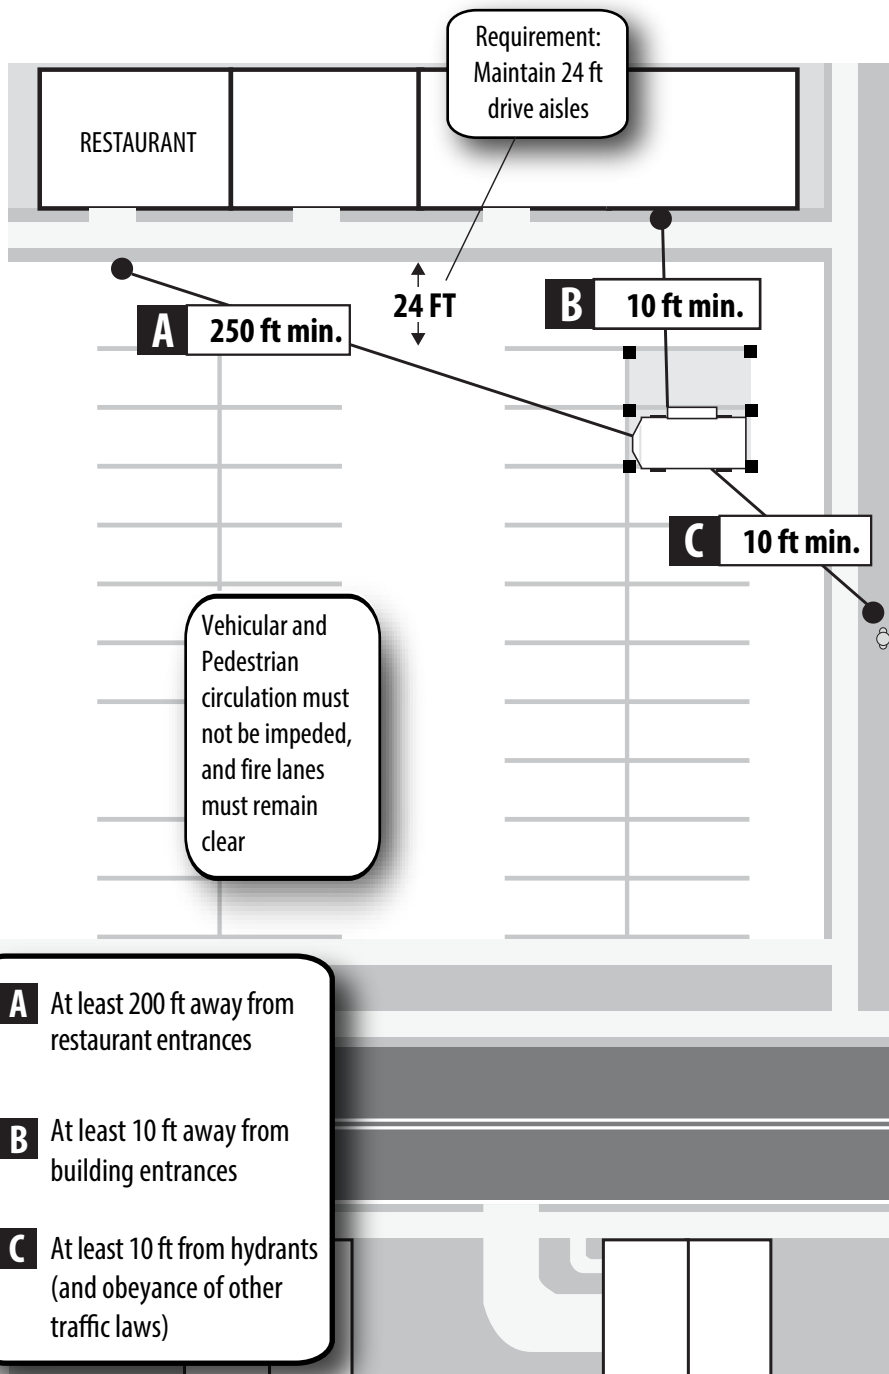 Requirement:
Maintain 24 ft
drive aisles
RESTAURANT
24 FT
A 250 ft min.
B 10 ft min.
C 10 ft min.
Vehicular and
Pedestrian
circulation must
not be impeded,
and fire lanes
must remain
clear
A At least 200 ft away from
restaurant entrances
B At least 10 ft away from
building entrances
C At least 10 ft from hydrants
(and obeyance of other
traffic laws)